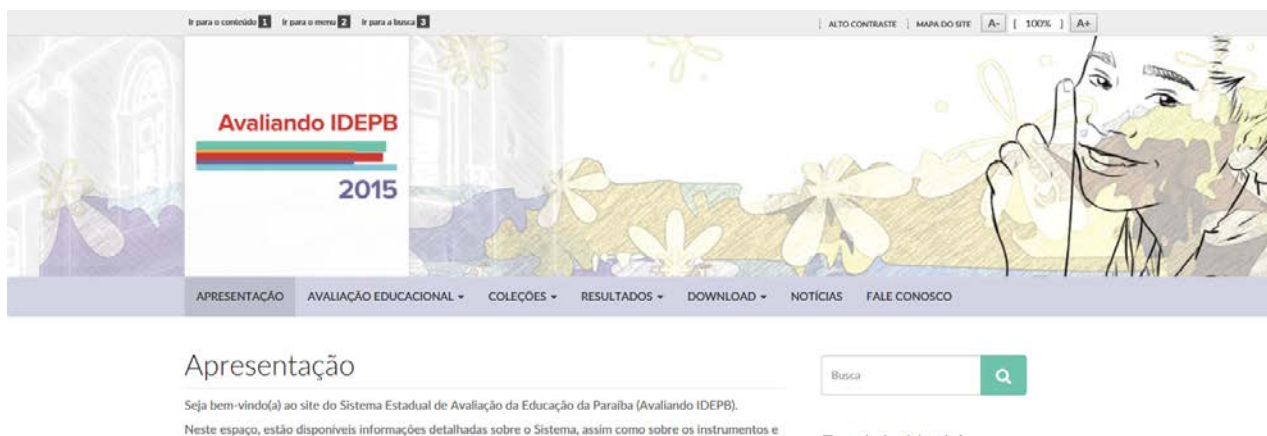 Ir para o conteúdo 1 Ir para o menu 2 Ir para a busca 3
ALTO CONTRASTE MAPA DO SITE A- [ 100% ] A+
Avaliando IDEPB
2015
APRESENTAÇÃO AVALIAÇÃO EDUCACIONAL COLEÇÕES RESULTADOS DOWNLOAD NOTÍCIAS FALE CONOSCO
Apresentação
Busca
Seja bem-vindo(a) ao site do Sistema Estadual de Avaliação da Educação da Paraíba (Avaliando IDEPB).
Neste espaço, estão disponíveis informações detalhadas sobre o Sistema, assim como sobre os instrumentos e